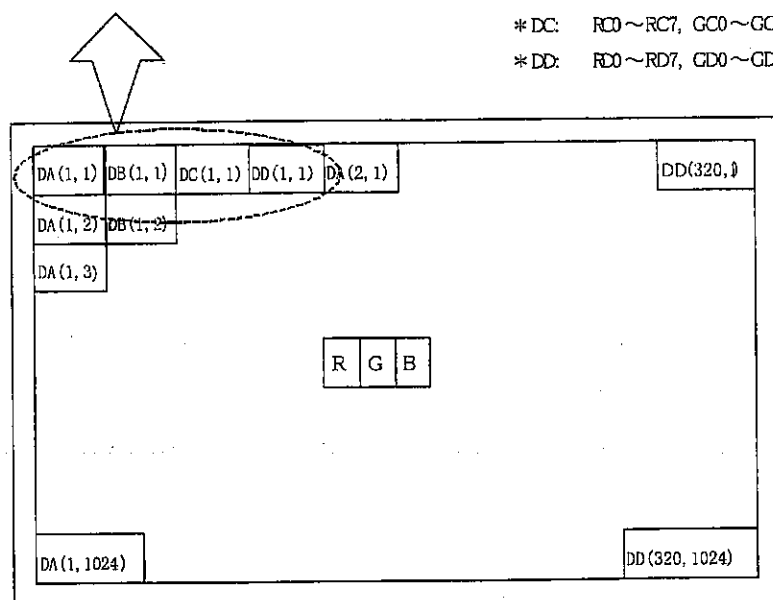 *DC: RC0～RC7, GC0～GC
*DD: RD0～RD7, GD0～GD
DA(1,1) DB(1,1) DC(1,1) DD(1,1) DA(2,1) DD(320,1)
DA(1,2) DB(1,2)
DA(1,3)
R G B
DA(1,1024) DD(320,1024)